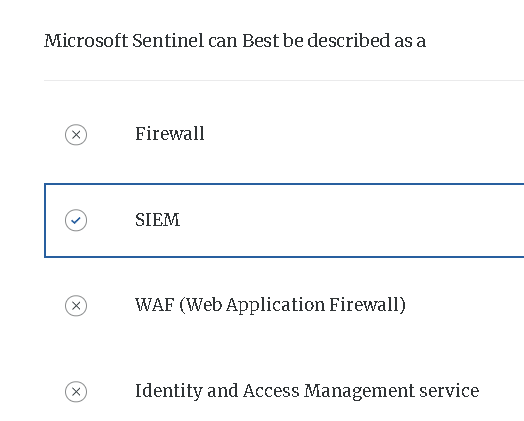 Microsoft Sentinel can Best be described as a
Firewall
SIEM
WAF (Web Application Firewall)
Identity and Access Management service